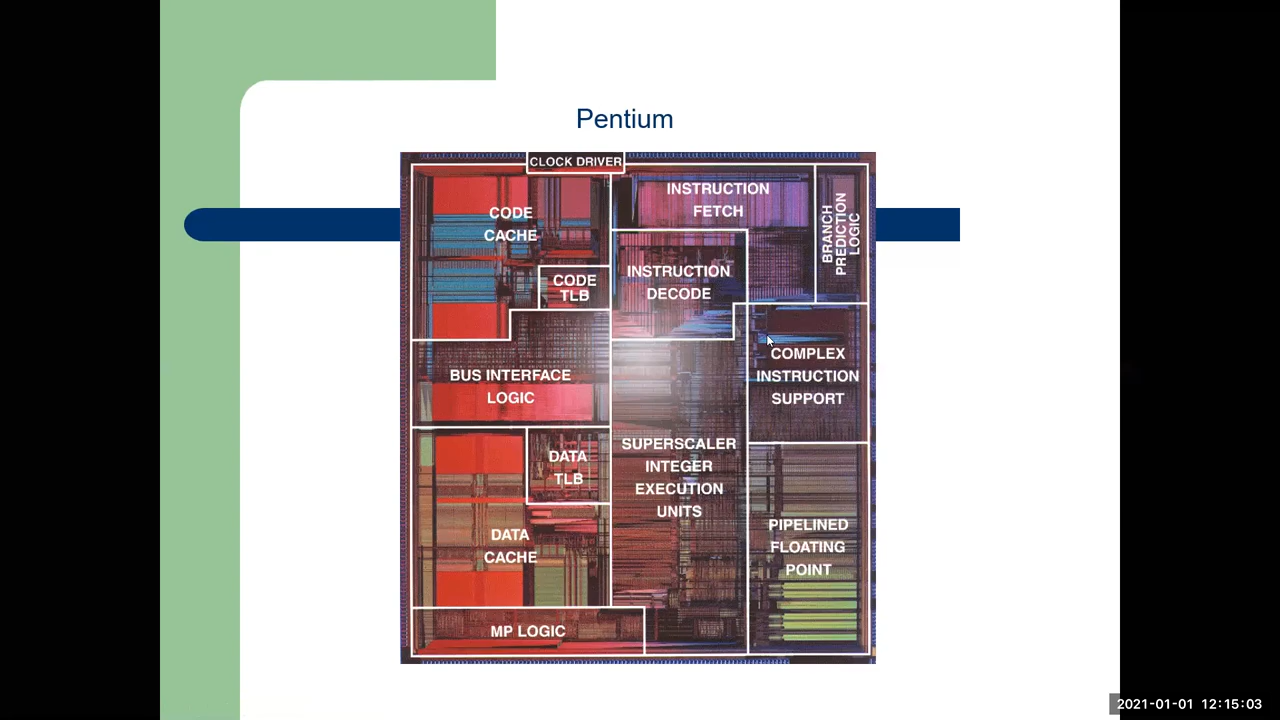 Pentium
CLOCK DRIVER
CODE
CACHE
CODE
TLB
INSTRUCTION
FETCH
BRANCH
PREDICTION
LOGIC
INSTRUCTION
DECODE
BUS INTERFACE
LOGIC
COMPLEX
INSTRUCTION
SUPPORT
DATA
TLB
DATA
CACHE
SUPERSCALER
INTEGER
EXECUTION
UNITS
PIPELINED
FLOATING
POINT
MP LOGIC
2021-01-01 12:15:03